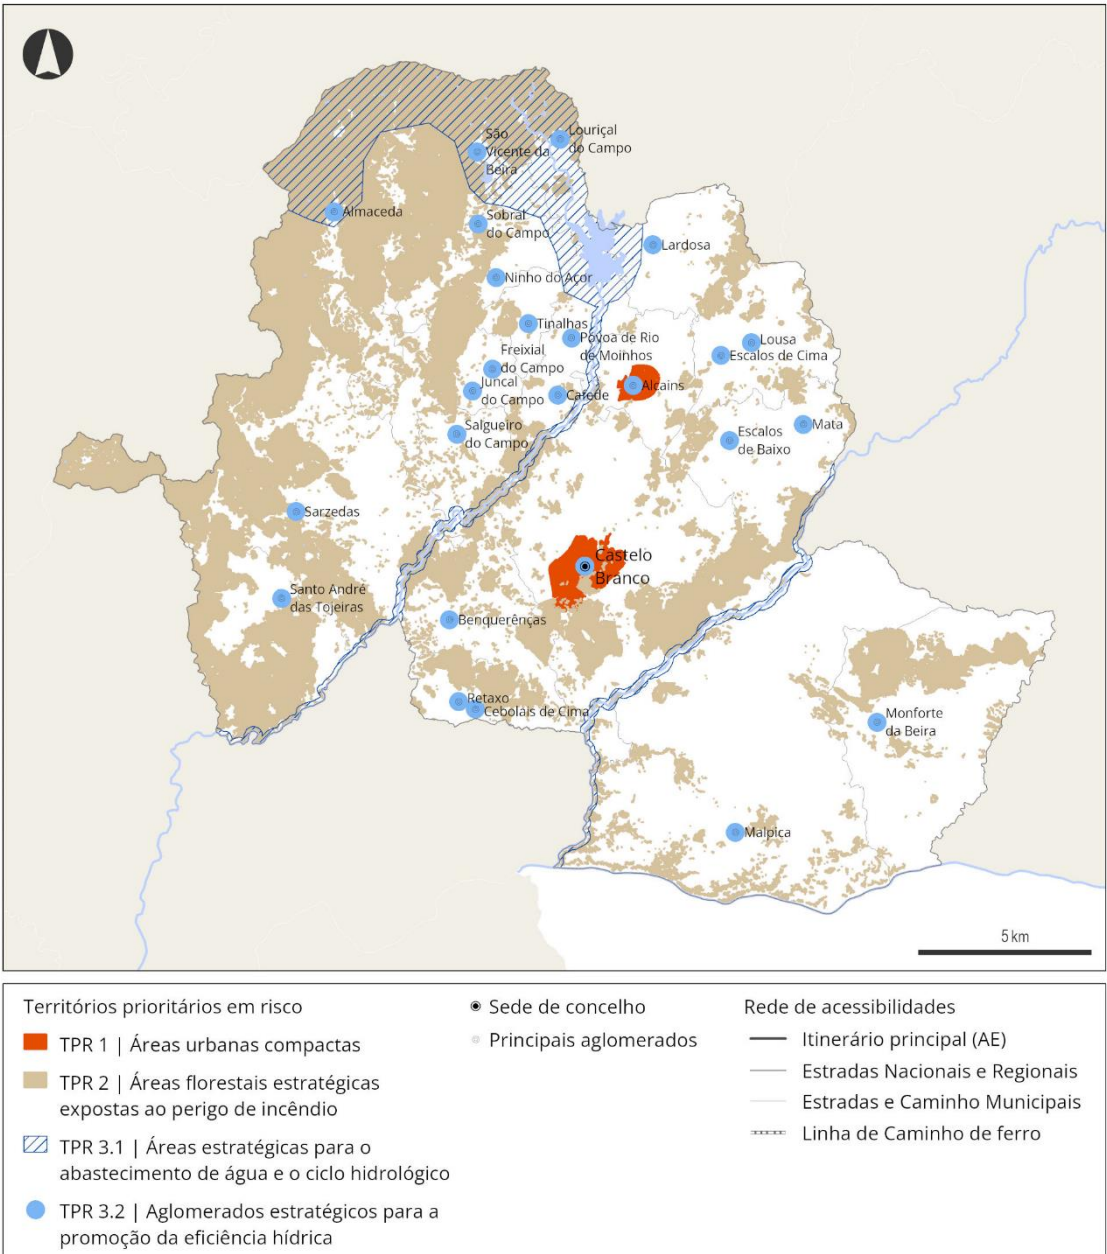 São
Vicente da
Beira
Louriçal
do Campo
Almaceda
Sobral
do Campo
Lardosa
Ninho do Açor
Tinalhas
Póvoa de Rio
de Moinhos
Lousa
Escalos de Cima
Freixial
do Campo
Juncal
do Campo
Cafede
Alcains
Salgueiro
do Campo
Escalos
de Baixo
Mata
Sarzedas
Castelo
Branco
Santo André
das Tojeiras
Benquerênças
Retaxo
Cebolais de Cima
Monforte
da Beira
Malpica
5 km
Territórios prioritários em risco
TPR 1 | Áreas urbanas compactas
TPR 2 | Áreas florestais estratégicas
expostas ao perigo de incêndio
TPR 3.1 | Áreas estratégicas para o
abastecimento de água e o ciclo hidrológico
TPR 3.2 | Aglomerados estratégicos para a
promoção da eficiência hídrica
Sede de concelho
Principais aglomerados
Rede de acessibilidades
Itinerário principal (AE)
Estradas Nacionais e Regionais
Estradas e Caminho Municipais
Linha de Caminho de ferro